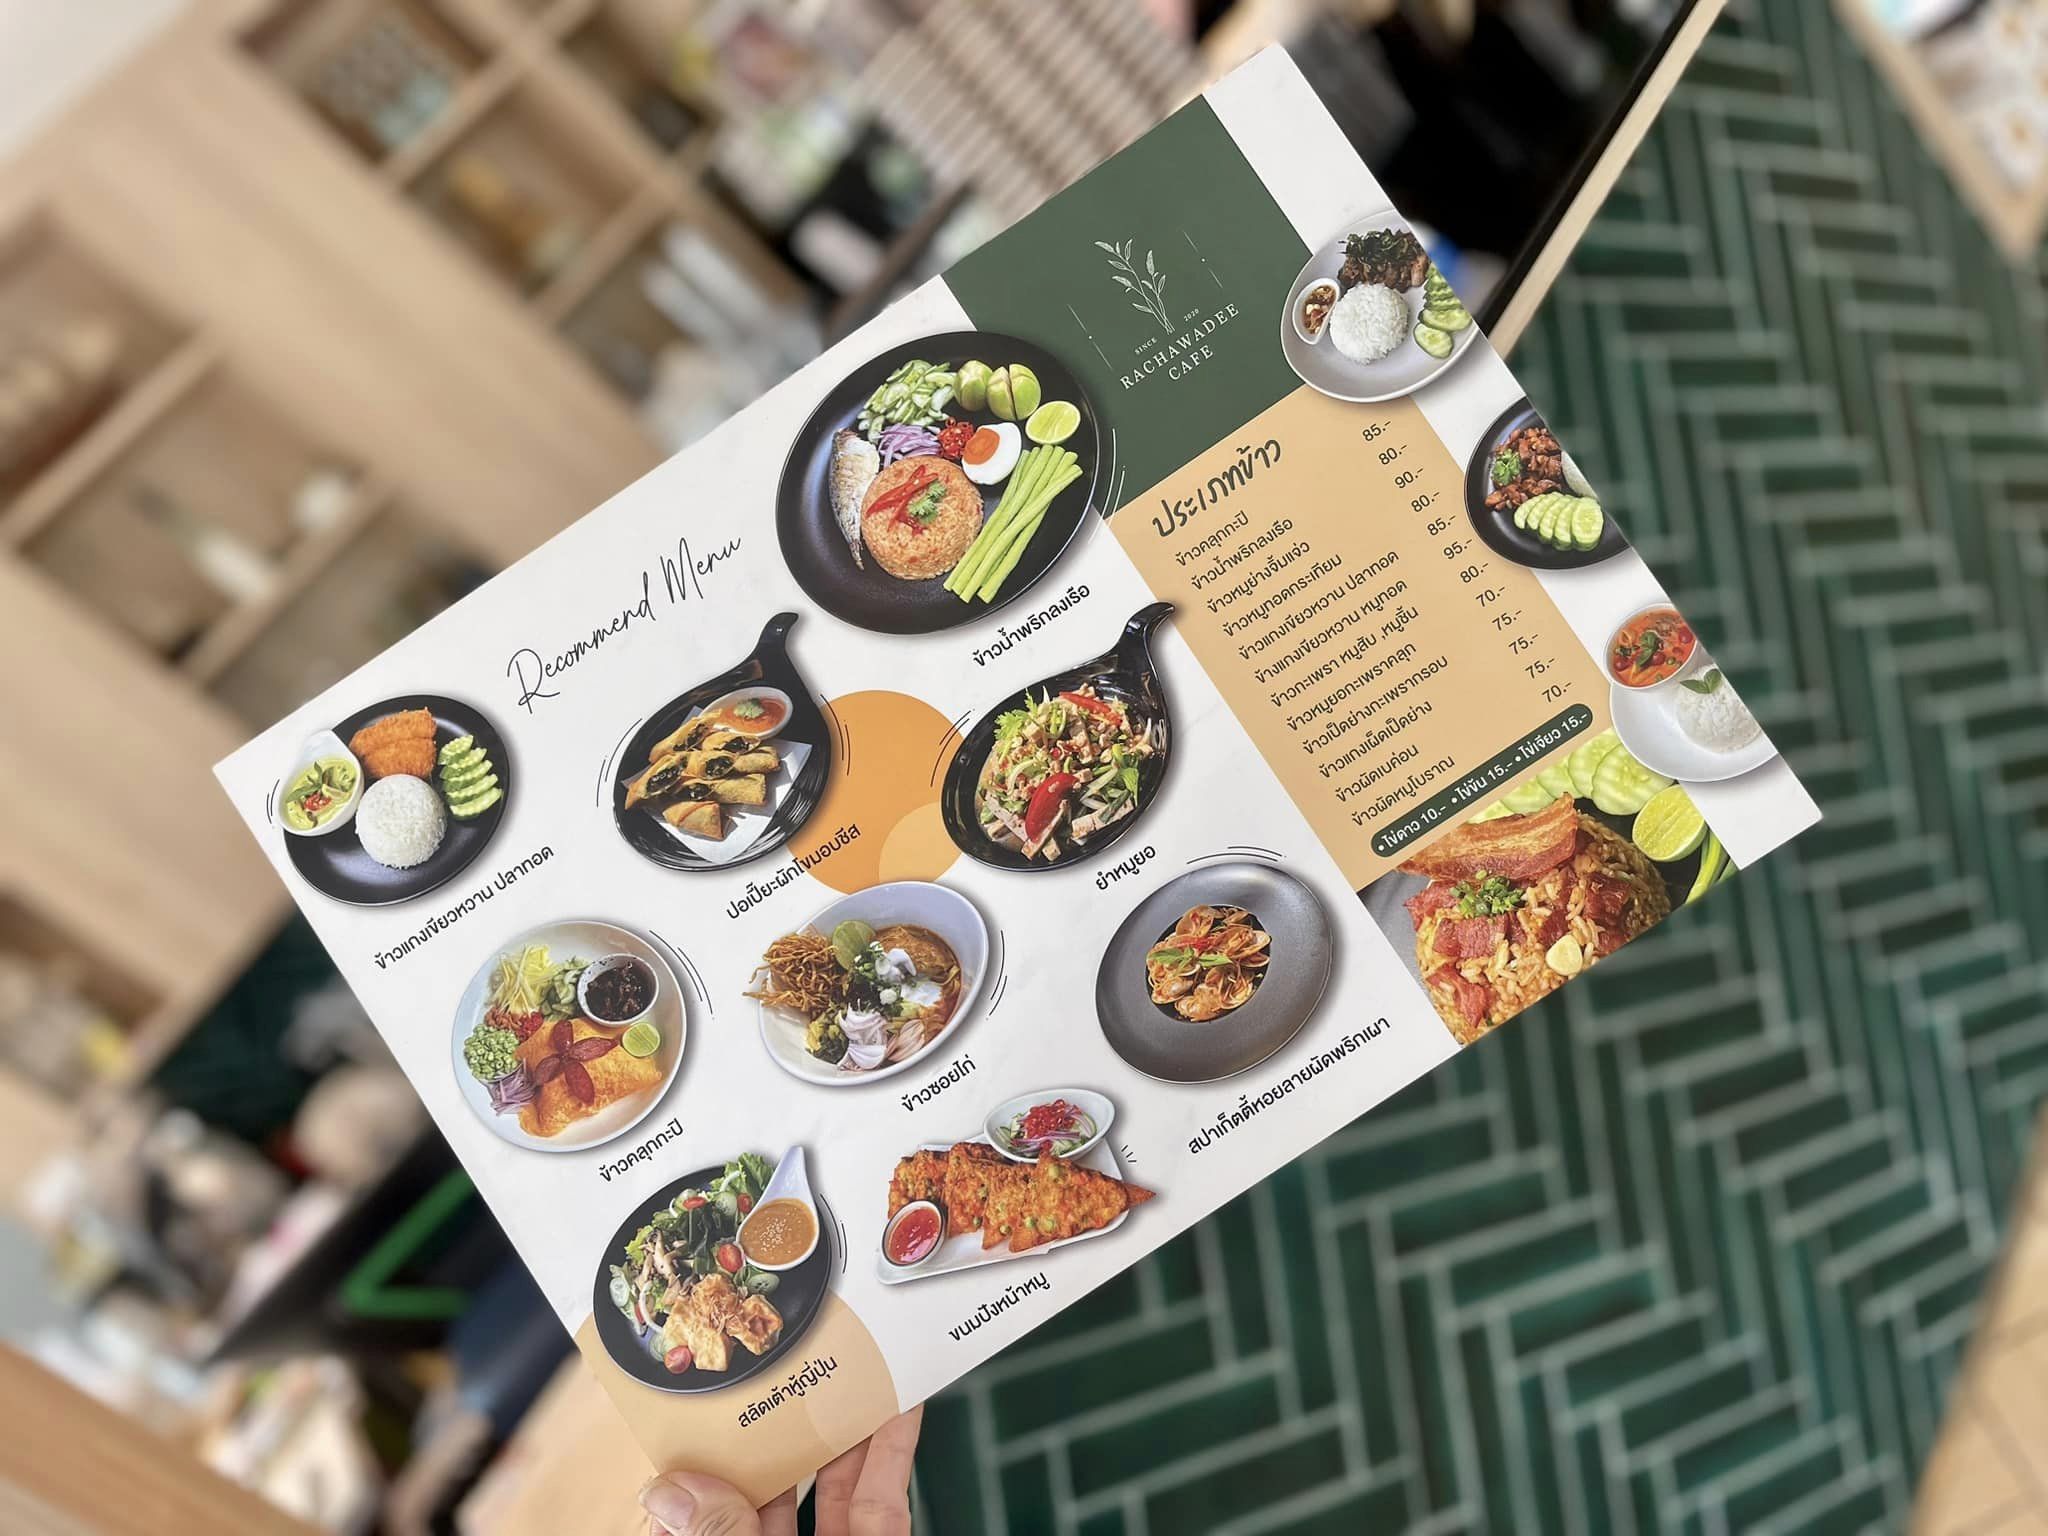 SINCE 2020
RACHAWADEE
CAFE
Recommend Menu
ข้าวน้ำพริกลงเรือ
ข้าวแกงเขียวหวาน ปลาทอด
ปอเปี๊ยะผักโขมอบชีส
ยำหมูยอ
ข้าวคลุกกะปิ
ข้าวซอยไก่
สปาเก็ตตี้หอยลายผัดพริกเผา
สลัดเต้าหู้ญี่ปุ่น
ขนมปังหน้าหมู
ประเภทข้าว
ข้าวคลุกกะปิ 85.-
ข้าวน้ำพริกลงเรือ 80.-
ข้าวหมูย่างจิ้มแจ่ว 90.-
ข้าวหมูทอดกระเทียม 80.-
ข้าวแกงเขียวหวาน ปลาทอด 85.-
ข้างแกงเขียวหวาน หมูทอด 95.-
ข้าวกะเพรา หมูสับ ,หมูชิ้น 80.-
ข้าวหมูยอกะเพราคลุก 70.-
ข้าวเป็ดย่างกะเพรากรอบ 75.-
ข้าวแกงเผ็ดเป็ดย่าง 75.-
ข้าวผัดเบค่อน 75.-
ข้าวผัดหมูโบราณ 70.-
•ไข่ดาว 10.- •ไข่ข้น 15.- •ไข่เจียว 15.-